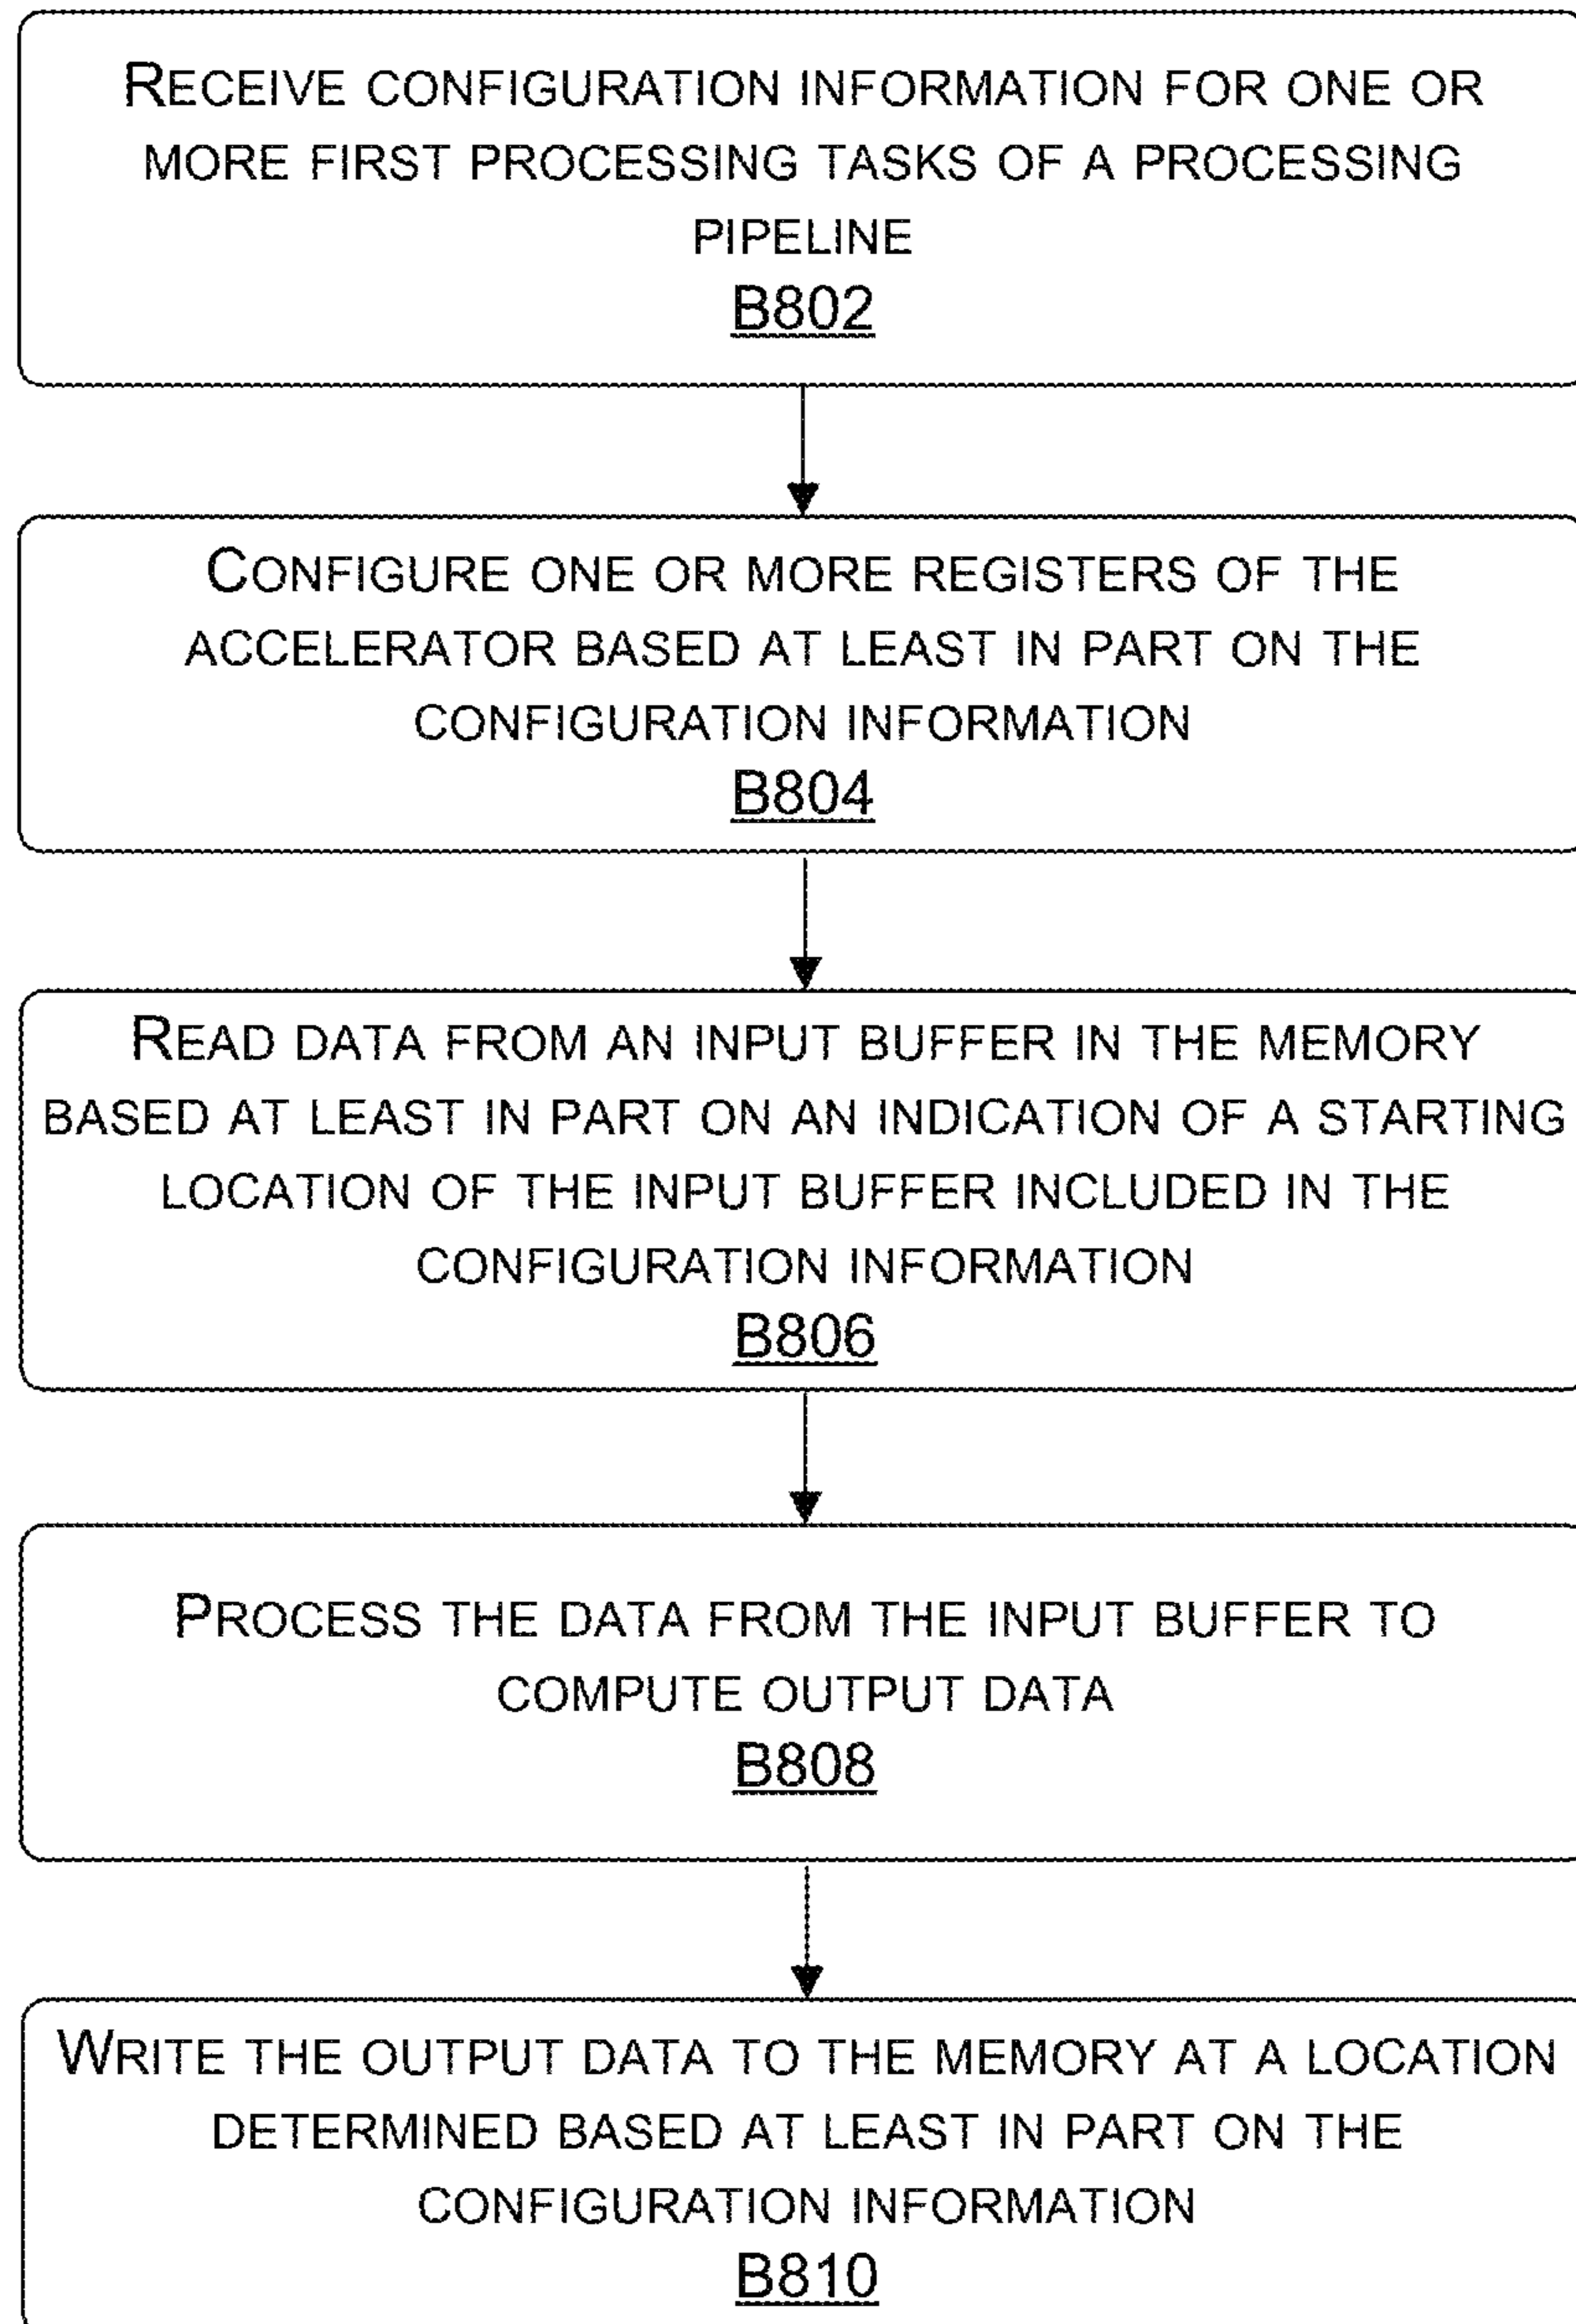 RECEIVE CONFIGURATION INFORMATION FOR ONE OR
MORE FIRST PROCESSING TASKS OF A PROCESSING
PIPELINE
B802
CONFIGURE ONE OR MORE REGISTERS OF THE
ACCELERATOR BASED AT LEAST IN PART ON THE
CONFIGURATION INFORMATION
B804
READ DATA FROM AN INPUT BUFFER IN THE MEMORY
BASED AT LEAST IN PART ON AN INDICATION OF A STARTING
LOCATION OF THE INPUT BUFFER INCLUDED IN THE
CONFIGURATION INFORMATION
B806
PROCESS THE DATA FROM THE INPUT BUFFER TO
COMPUTE OUTPUT DATA
B808
WRITE THE OUTPUT DATA TO THE MEMORY AT A LOCATION
DETERMINED BASED AT LEAST IN PART ON THE
CONFIGURATION INFORMATION
B810